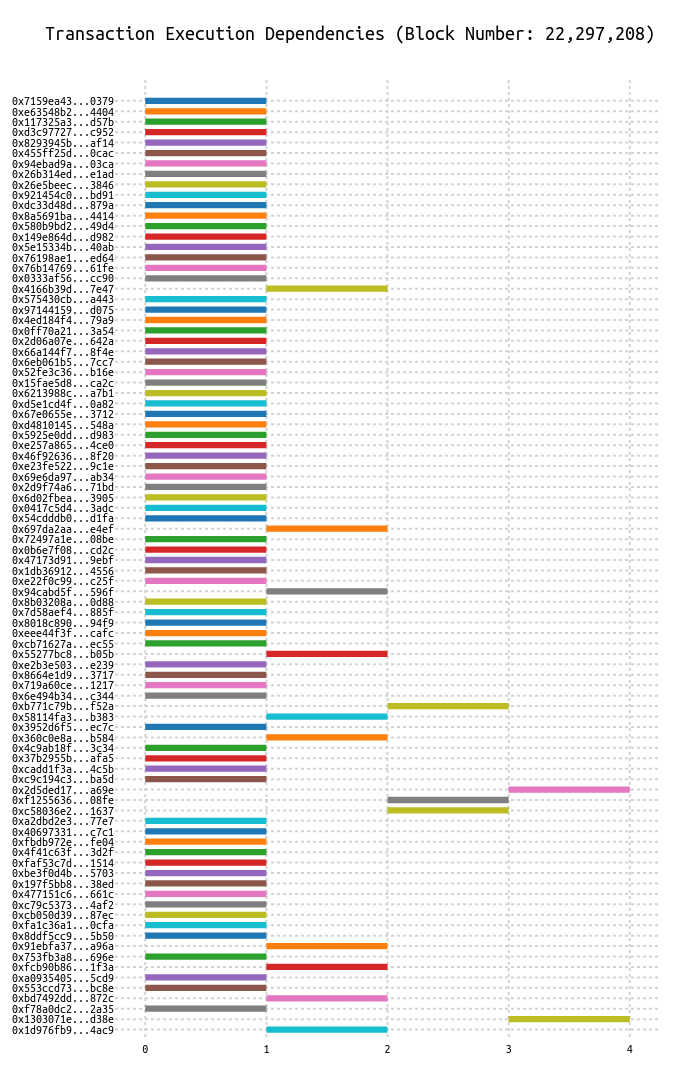 Transaction Execution Dependencies (Block Number: 22,297,208)
0x7159ea43...0379
0xe63548b2...4404
0x117325a3...d57b
0xd3c97727...c952
0x8293945b...af14
0x455ff25d...0cac
0x94ebad9a...03ca
0x26b314ed...e1ad
0x26e5beec...3846
0x921454c0...bd91
0xdc33d48d...879a
0x8a5691ba...4414
0x580b9bd2...49d4
0x149e864d...d982
0x5e15334b...40ab
0x76198ae1...ed64
0x76b14769...61fe
0x0333af56...cc90
0x4166b39d...7e47
0x575430cb...a443
0x97144159...d075
0x4ed184f4...79a9
0x0ff70a21...3a54
0x2d06a07e...642a
0x66a144f7...8f4e
0x6eb061b5...7cc7
0x52fe3c36...b16e
0x15fae5d8...ca2c
0x6213988c...a7b1
0xd5e1cd4f...0a82
0x67e0655e...3712
0xd4810145...548a
0x5925e0dd...d983
0xe257a865...4ce0
0x46f92636...8f20
0xe23fe522...9c1e
0x69e6da97...ab34
0x2d9f74a6...71bd
0x6d02fbea...3905
0x0417c5d4...3adc
0x54cdddb0...d1fa
0x697da2aa...e4ef
0x72497a1e...08be
0x0b6e7f08...cd2c
0x47173d91...9ebf
0x1db36912...4556
0xe22f0c99...c25f
0x94cabd5f...596f
0x8b03208a...0d88
0x7d58aef4...885f
0x8018c890...94f9
0xeee44f3f...cafc
0xcb71627a...ec55
0x55277bc8...b05b
0xe2b3e503...e239
0x8664e1d9...3717
0x719a60ce...1217
0x6e494b34...c344
0xb771c79b...f52a
0x58114fa3...b383
0x3952d6f5...ec7c
0x360c0e8a...b584
0x4c9ab18f...3c34
0x37b2955b...afa5
0xcadd1f3a...4c5b
0xc9c194c3...ba5d
0x2d5ded17...a69e
0xf1255636...08fe
0xc58036e2...1637
0xa2dbd2e3...77e7
0x40697331...c7c1
0xfbdb972e...fe04
0x4f41c63f...3d2f
0xfaf53c7d...1514
0xbe3f0d4b...5703
0x197f5bb8...38ed
0x477151c6...661c
0xc79c5373...4af2
0xcb050d39...87ec
0xfa1c36a1...0cfa
0x8ddf5cc9...5b50
0x91ebfa37...a96a
0x753fb3a8...696e
0xfcb90b86...1f3a
0xa0935405...5cd9
0x553ccd73...bc8e
0xbd7492dd...872c
0xf78a0dc2...2a35
0x1303071e...d38e
0x1d976fb9...4ac9
0 1 2 3 4